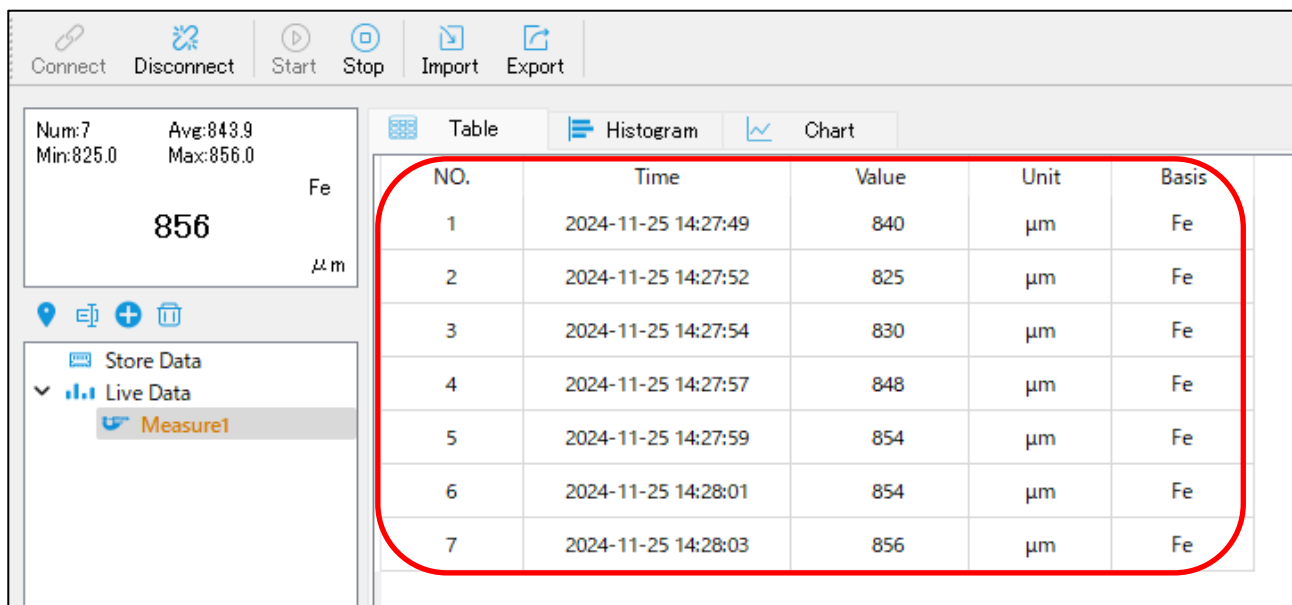 Connect Disconnect Start Stop Import Export
Num:7 Avg:843.9
Min:825.0 Max:856.0
Fe
856
μm
Store Data
Live Data
Measure1
Table Histogram Chart
NO. Time Value Unit Basis
1 2024-11-25 14:27:49 840 μm Fe
2 2024-11-25 14:27:52 825 μm Fe
3 2024-11-25 14:27:54 830 μm Fe
4 2024-11-25 14:27:57 848 μm Fe
5 2024-11-25 14:27:59 854 μm Fe
6 2024-11-25 14:28:01 854 μm Fe
7 2024-11-25 14:28:03 856 μm Fe